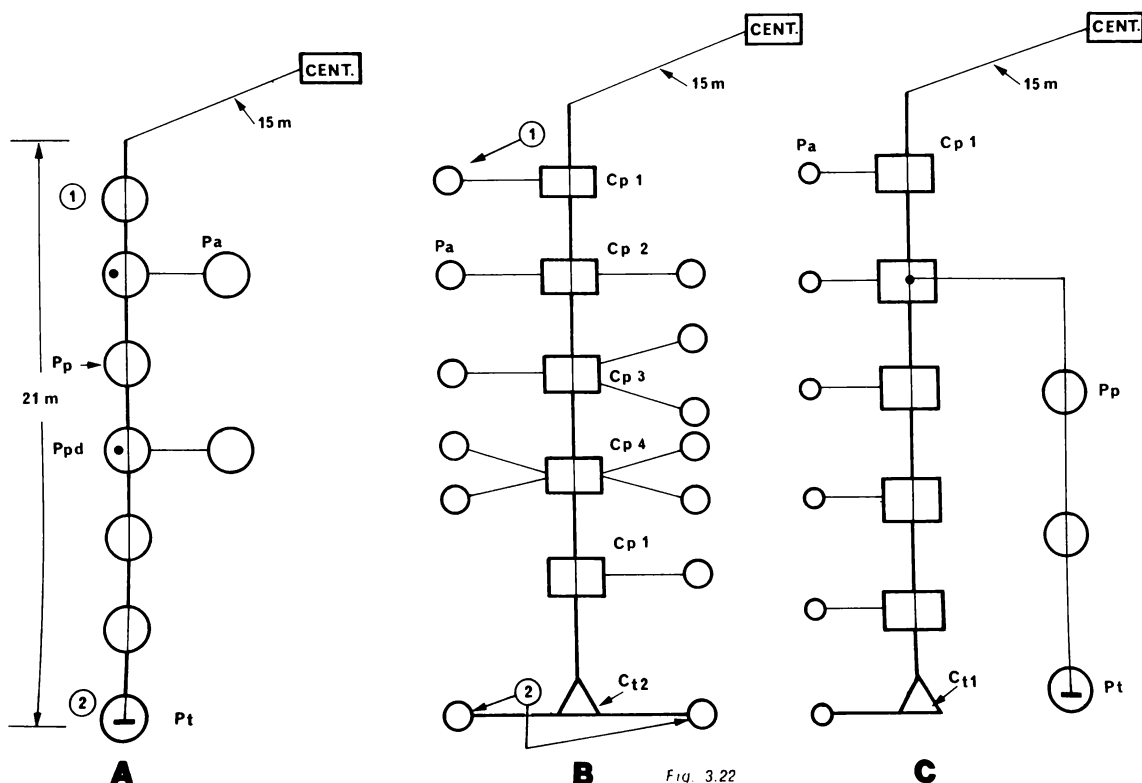 CENT.
15 m
1
Pa
Pp
21 m
Ppd
2
Pt
A
CENT.
15 m
1
Cp 1
Pa
Cp 2
Cp 3
Cp 4
Cp 1
Ct2
2
B
Fig. 3.22
CENT.
15 m
Pa
Cp 1
Pp
Ct1
Pt
C